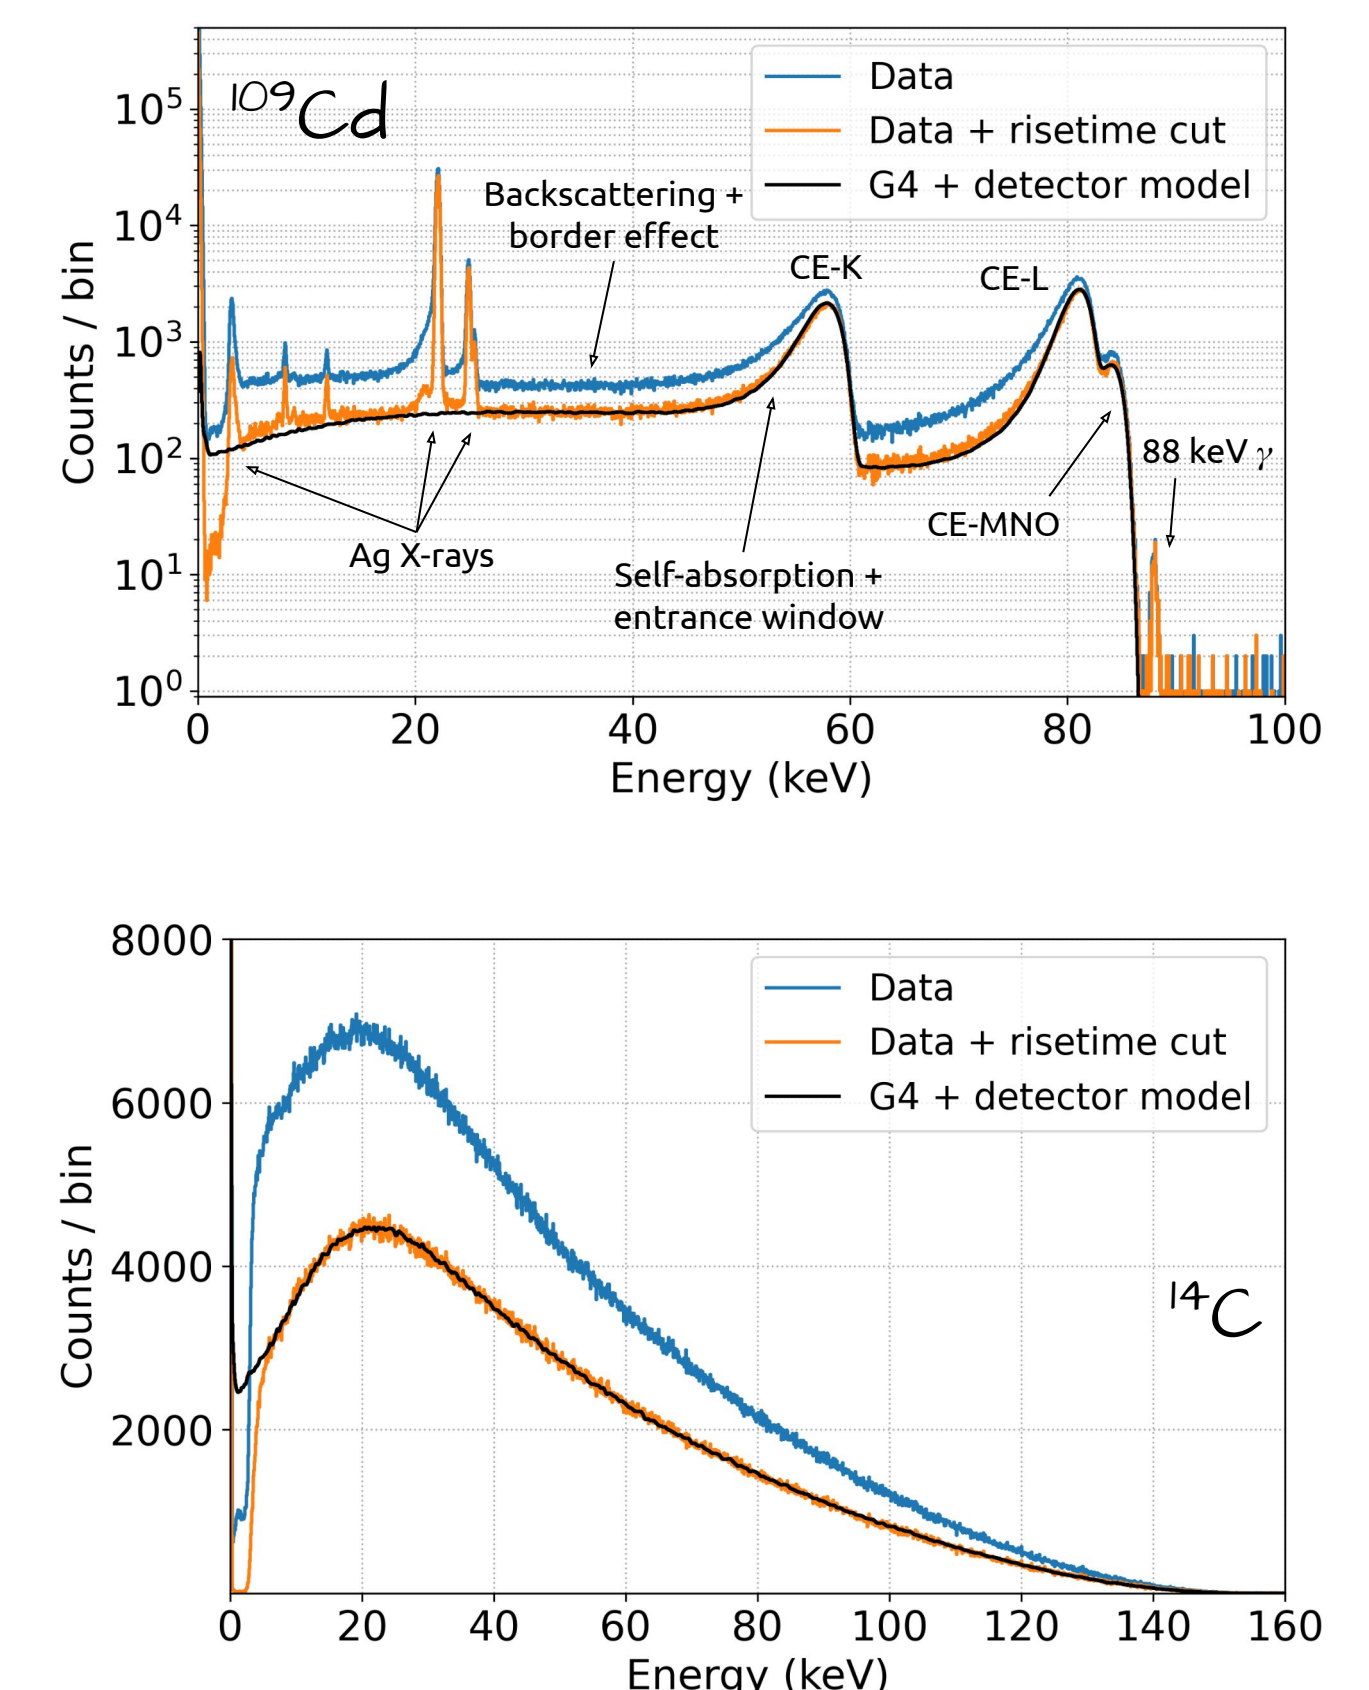 ¹⁰⁹Cd
Data
Data + risetime cut
G4 + detector model
Backscattering +
border effect
CE-K
CE-L
88 keV γ
CE-MNO
Ag X-rays
Self-absorption +
entrance window
Counts / bin
10⁵
10⁴
10³
10²
10¹
10⁰
0 20 40 60 80 100
Energy (keV)
8000
6000
4000
2000
Counts / bin
Data
Data + risetime cut
G4 + detector model
¹⁴C
0 20 40 60 80 100 120 140 160
Energy (keV)